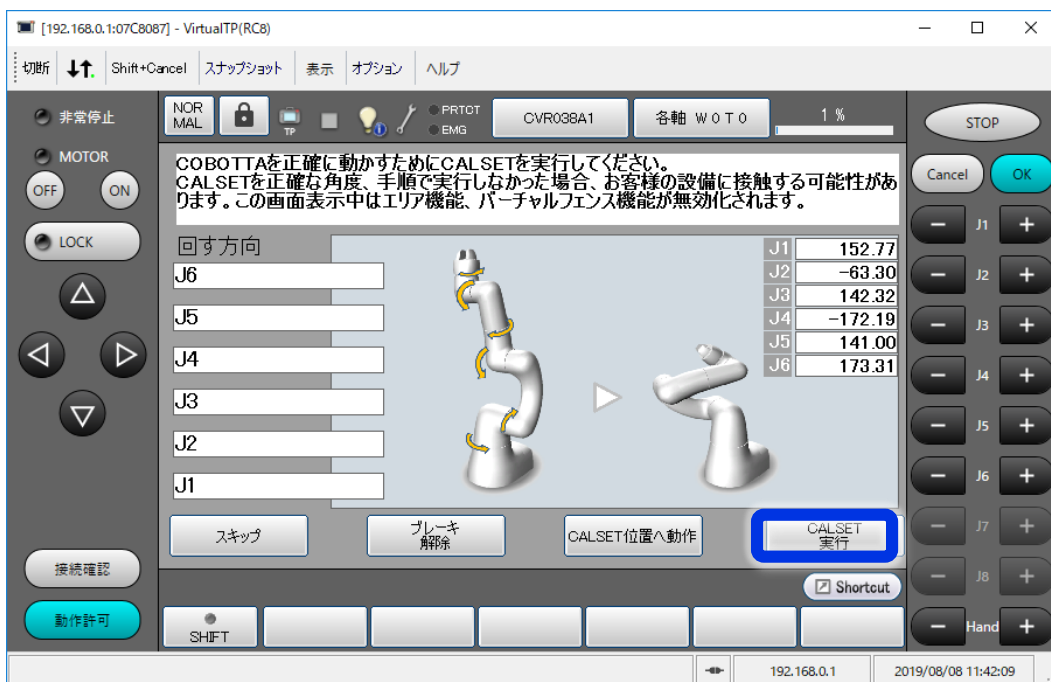 [192.168.0.1:07C8087] - VirtualTP(RC8)
切断 Shift+Cancel スナップショット 表示 オプション ヘルプ
非常停止
MOTOR
OFF ON
LOCK
NOR
MAL
TP
PRTCT
EMG
CVR038A1
各軸 W0T0
1 %
STOP
Cancel OK
COBOTTAを正確に動かすためにCALSETを実行してください。
CALSETを正確な角度、手順で実行しなかった場合、お客様の設備に接触する可能性があ
ります。この画面表示中はエリア機能、バーチャルフェンス機能が無効化されます。
回す方向
J6
J5
J4
J3
J2
J1
J1 152.77
J2 -63.30
J3 142.32
J4 -172.19
J5 141.00
J6 173.31
− J1 +
− J2 +
− J3 +
− J4 +
− J5 +
− J6 +
− J7 +
− J8 +
− Hand +
スキップ
ブレーキ
解除
CALSET位置へ動作
CALSET
実行
Shortcut
接続確認
動作許可
SHIFT
192.168.0.1
2019/08/08 11:42:09